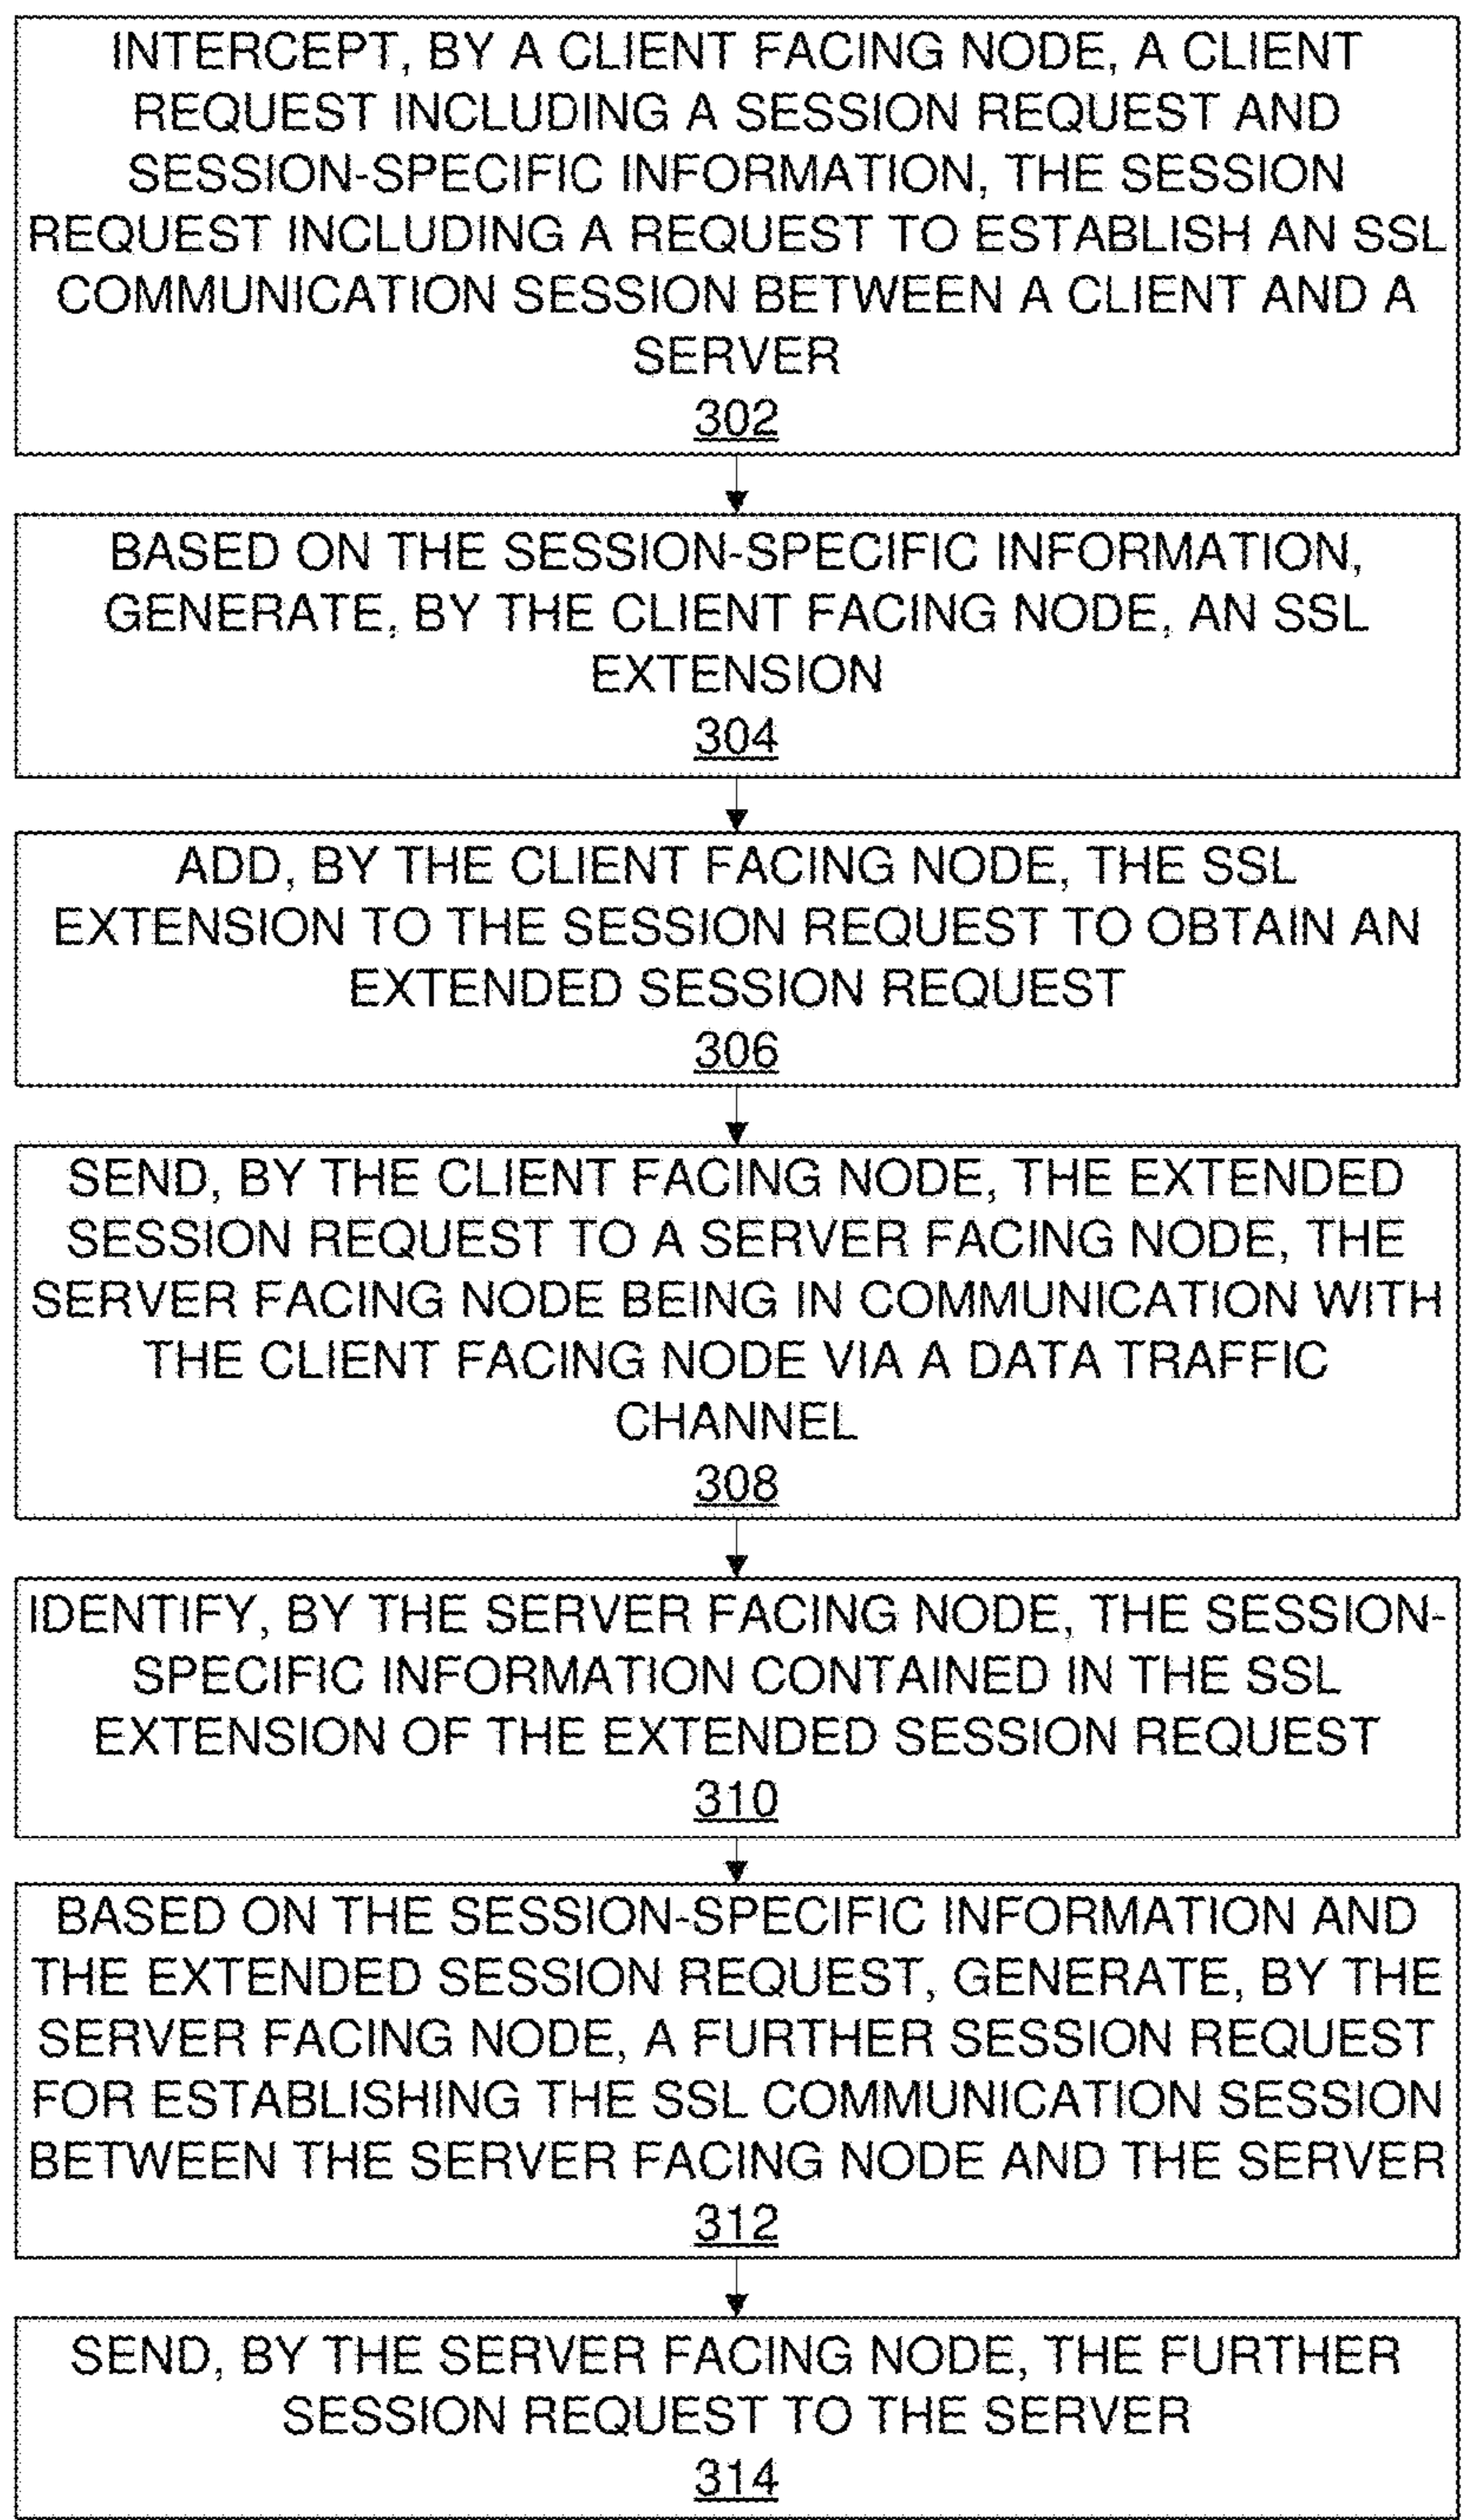 INTERCEPT, BY A CLIENT FACING NODE, A CLIENT
REQUEST INCLUDING A SESSION REQUEST AND
SESSION-SPECIFIC INFORMATION, THE SESSION
REQUEST INCLUDING A REQUEST TO ESTABLISH AN SSL
COMMUNICATION SESSION BETWEEN A CLIENT AND A
SERVER
302
BASED ON THE SESSION-SPECIFIC INFORMATION,
GENERATE, BY THE CLIENT FACING NODE, AN SSL
EXTENSION
304
ADD, BY THE CLIENT FACING NODE, THE SSL
EXTENSION TO THE SESSION REQUEST TO OBTAIN AN
EXTENDED SESSION REQUEST
306
SEND, BY THE CLIENT FACING NODE, THE EXTENDED
SESSION REQUEST TO A SERVER FACING NODE, THE
SERVER FACING NODE BEING IN COMMUNICATION WITH
THE CLIENT FACING NODE VIA A DATA TRAFFIC
CHANNEL
308
IDENTIFY, BY THE SERVER FACING NODE, THE SESSION-
SPECIFIC INFORMATION CONTAINED IN THE SSL
EXTENSION OF THE EXTENDED SESSION REQUEST
310
BASED ON THE SESSION-SPECIFIC INFORMATION AND
THE EXTENDED SESSION REQUEST, GENERATE, BY THE
SERVER FACING NODE, A FURTHER SESSION REQUEST
FOR ESTABLISHING THE SSL COMMUNICATION SESSION
BETWEEN THE SERVER FACING NODE AND THE SERVER
312
SEND, BY THE SERVER FACING NODE, THE FURTHER
SESSION REQUEST TO THE SERVER
314